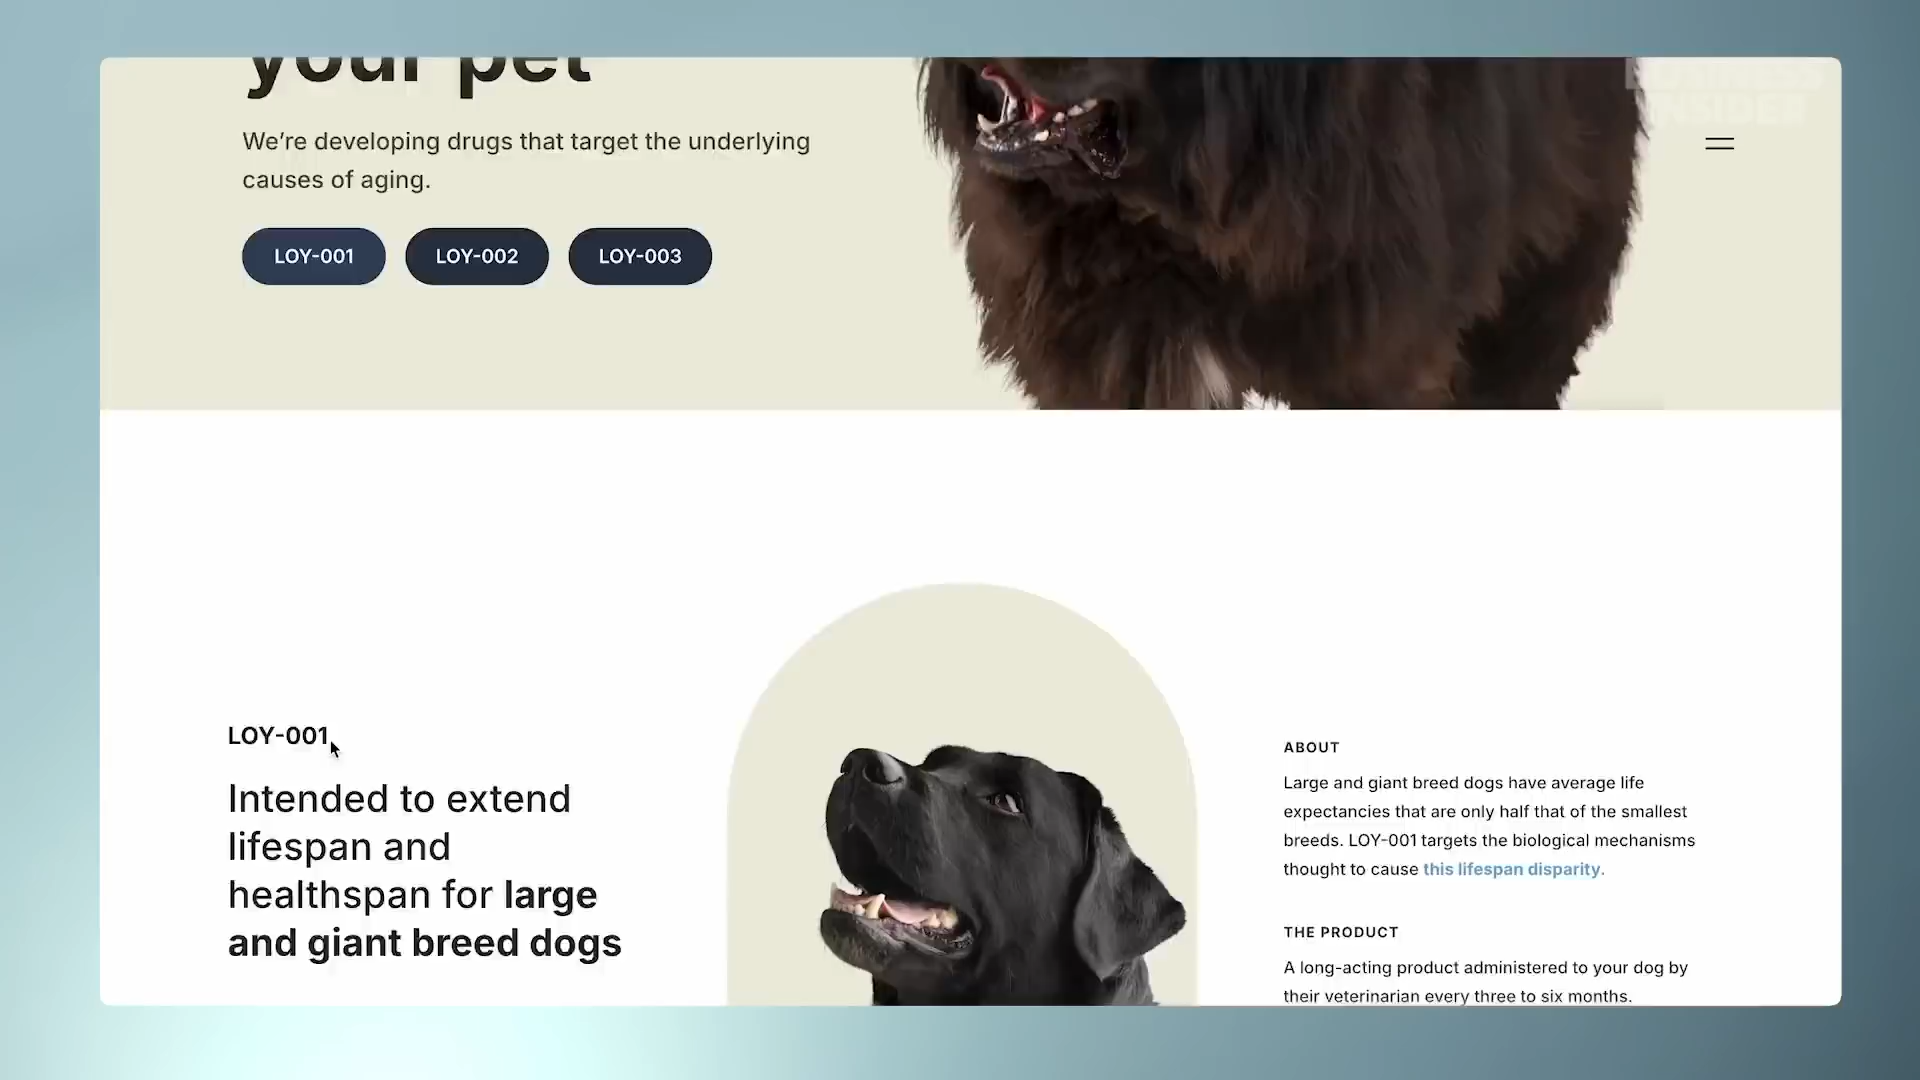 your pet
BUSINESS
INSIDER
We're developing drugs that target the underlying
causes of aging.
LOY-001
LOY-002
LOY-003
LOY-001
Intended to extend
lifespan and
healthspan for large
and giant breed dogs
ABOUT
Large and giant breed dogs have average life
expectancies that are only half that of the smallest
breeds. LOY-001 targets the biological mechanisms
thought to cause this lifespan disparity.
THE PRODUCT
A long-acting product administered to your dog by
their veterinarian every three to six months.